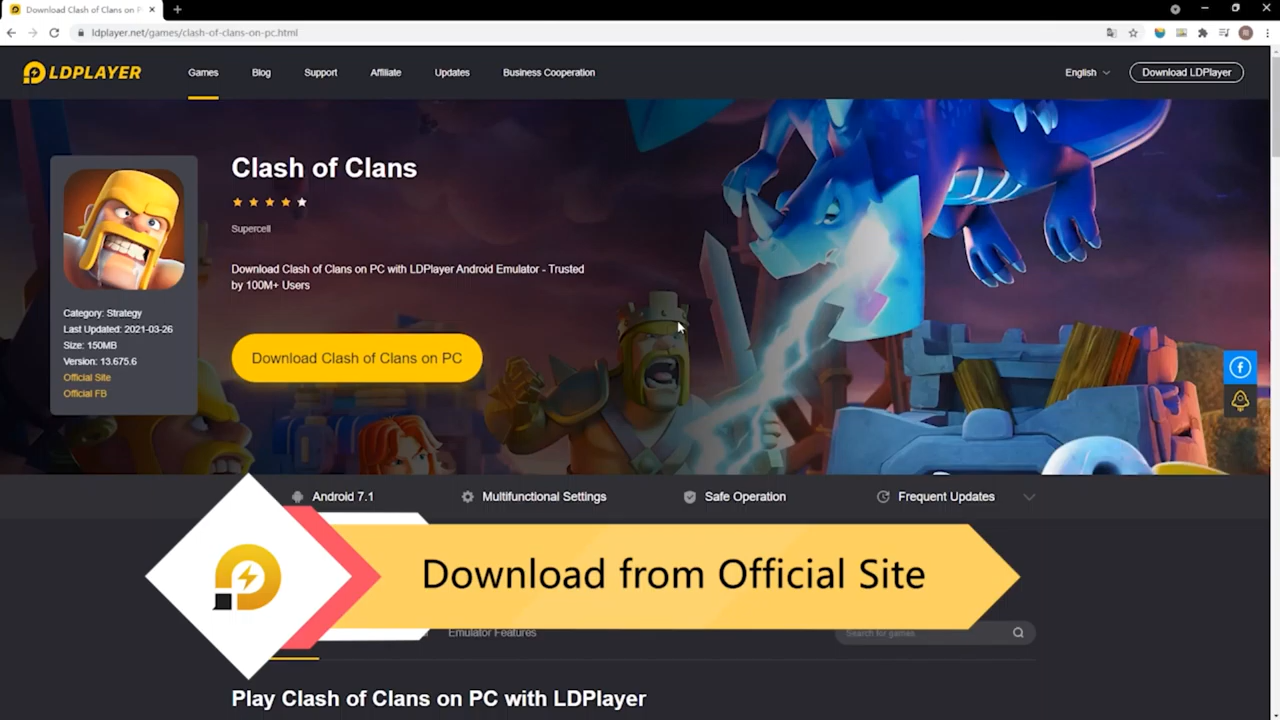 Download Clash of Clans on P
ldplayer.net/games/clash-of-clans-on-pc.html
LDPLAYER
Games
Blog
Support
Affiliate
Updates
Business Cooperation
English
Download LDPlayer
Clash of Clans
Supercell
Download Clash of Clans on PC with LDPlayer Android Emulator - Trusted
by 100M+ Users
Category: Strategy
Last Updated: 2021-03-26
Size: 150MB
Version: 13.675.6
Official Site
Official FB
Download Clash of Clans on PC
Android 7.1
Multifunctional Settings
Safe Operation
Frequent Updates
Download from Official Site
Emulator Features
Search for games
Play Clash of Clans on PC with LDPlayer